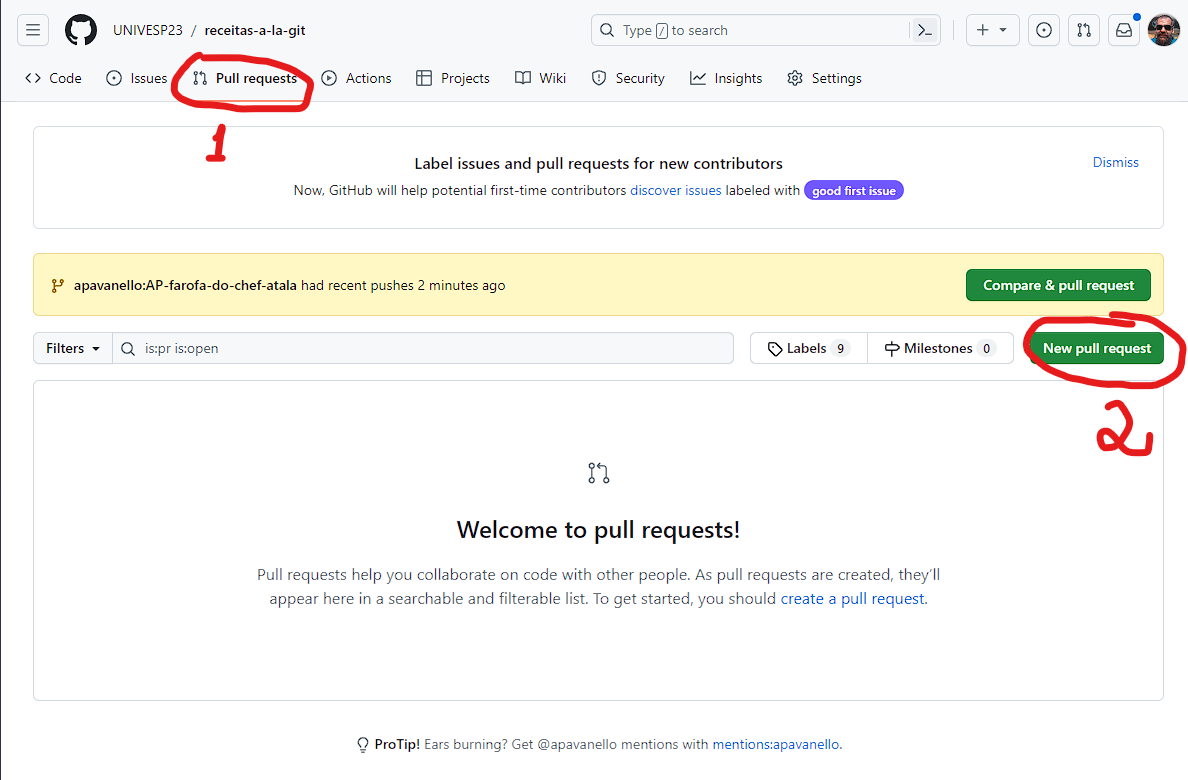 UNIVESP23 / receitas-a-la-git
Type / to search
Code Issues Pull requests Actions Projects Wiki Security Insights Settings
1
Label issues and pull requests for new contributors
Dismiss
Now, GitHub will help potential first-time contributors discover issues labeled with good first issue
apavanello:AP-farofa-do-chef-atala had recent pushes 2 minutes ago
Compare & pull request
Filters is:pr is:open Labels 9 Milestones 0 New pull request
2
Welcome to pull requests!
Pull requests help you collaborate on code with other people. As pull requests are created, they’ll
appear here in a searchable and filterable list. To get started, you should create a pull request.
ProTip! Ears burning? Get @apavanello mentions with mentions:apavanello.